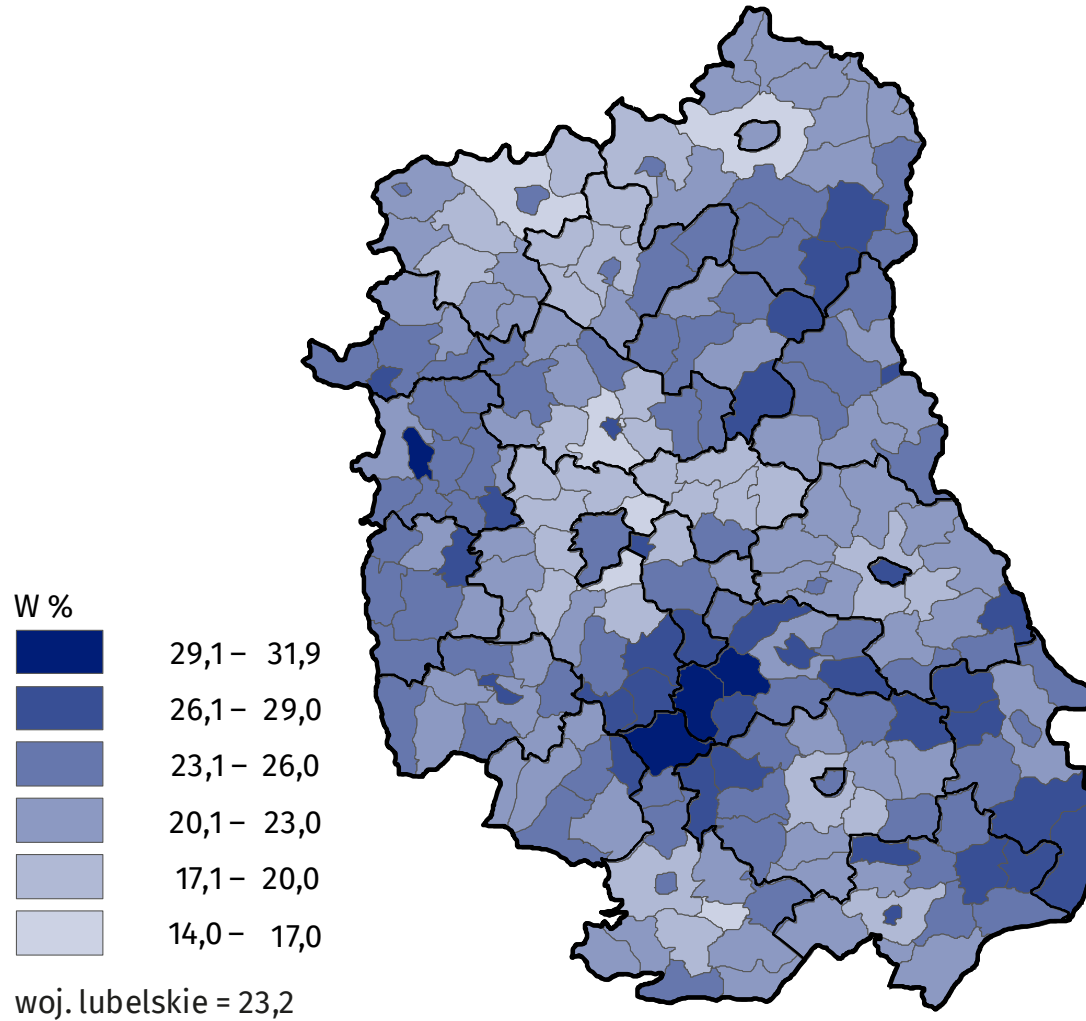 W %
29,1 – 31,9
26,1 – 29,0
23,1 – 26,0
20,1 – 23,0
17,1 – 20,0
14,0 – 17,0
woj. lubelskie = 23,2